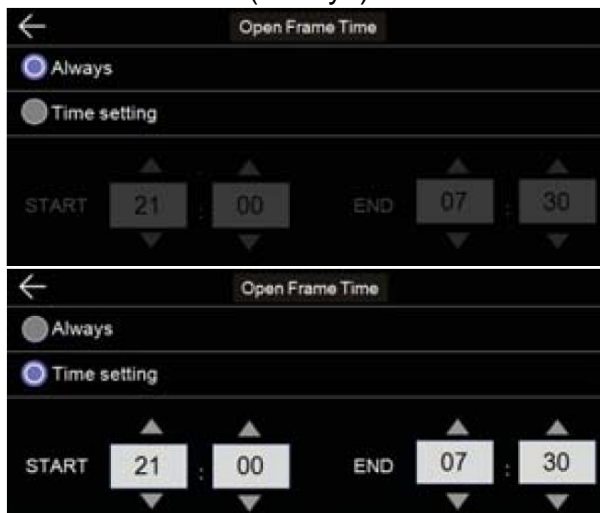 Open Frame Time
Always
Time setting
START 21 : 00 END 07 : 30
Open Frame Time
Always
Time setting
START 21 : 00 END 07 : 30